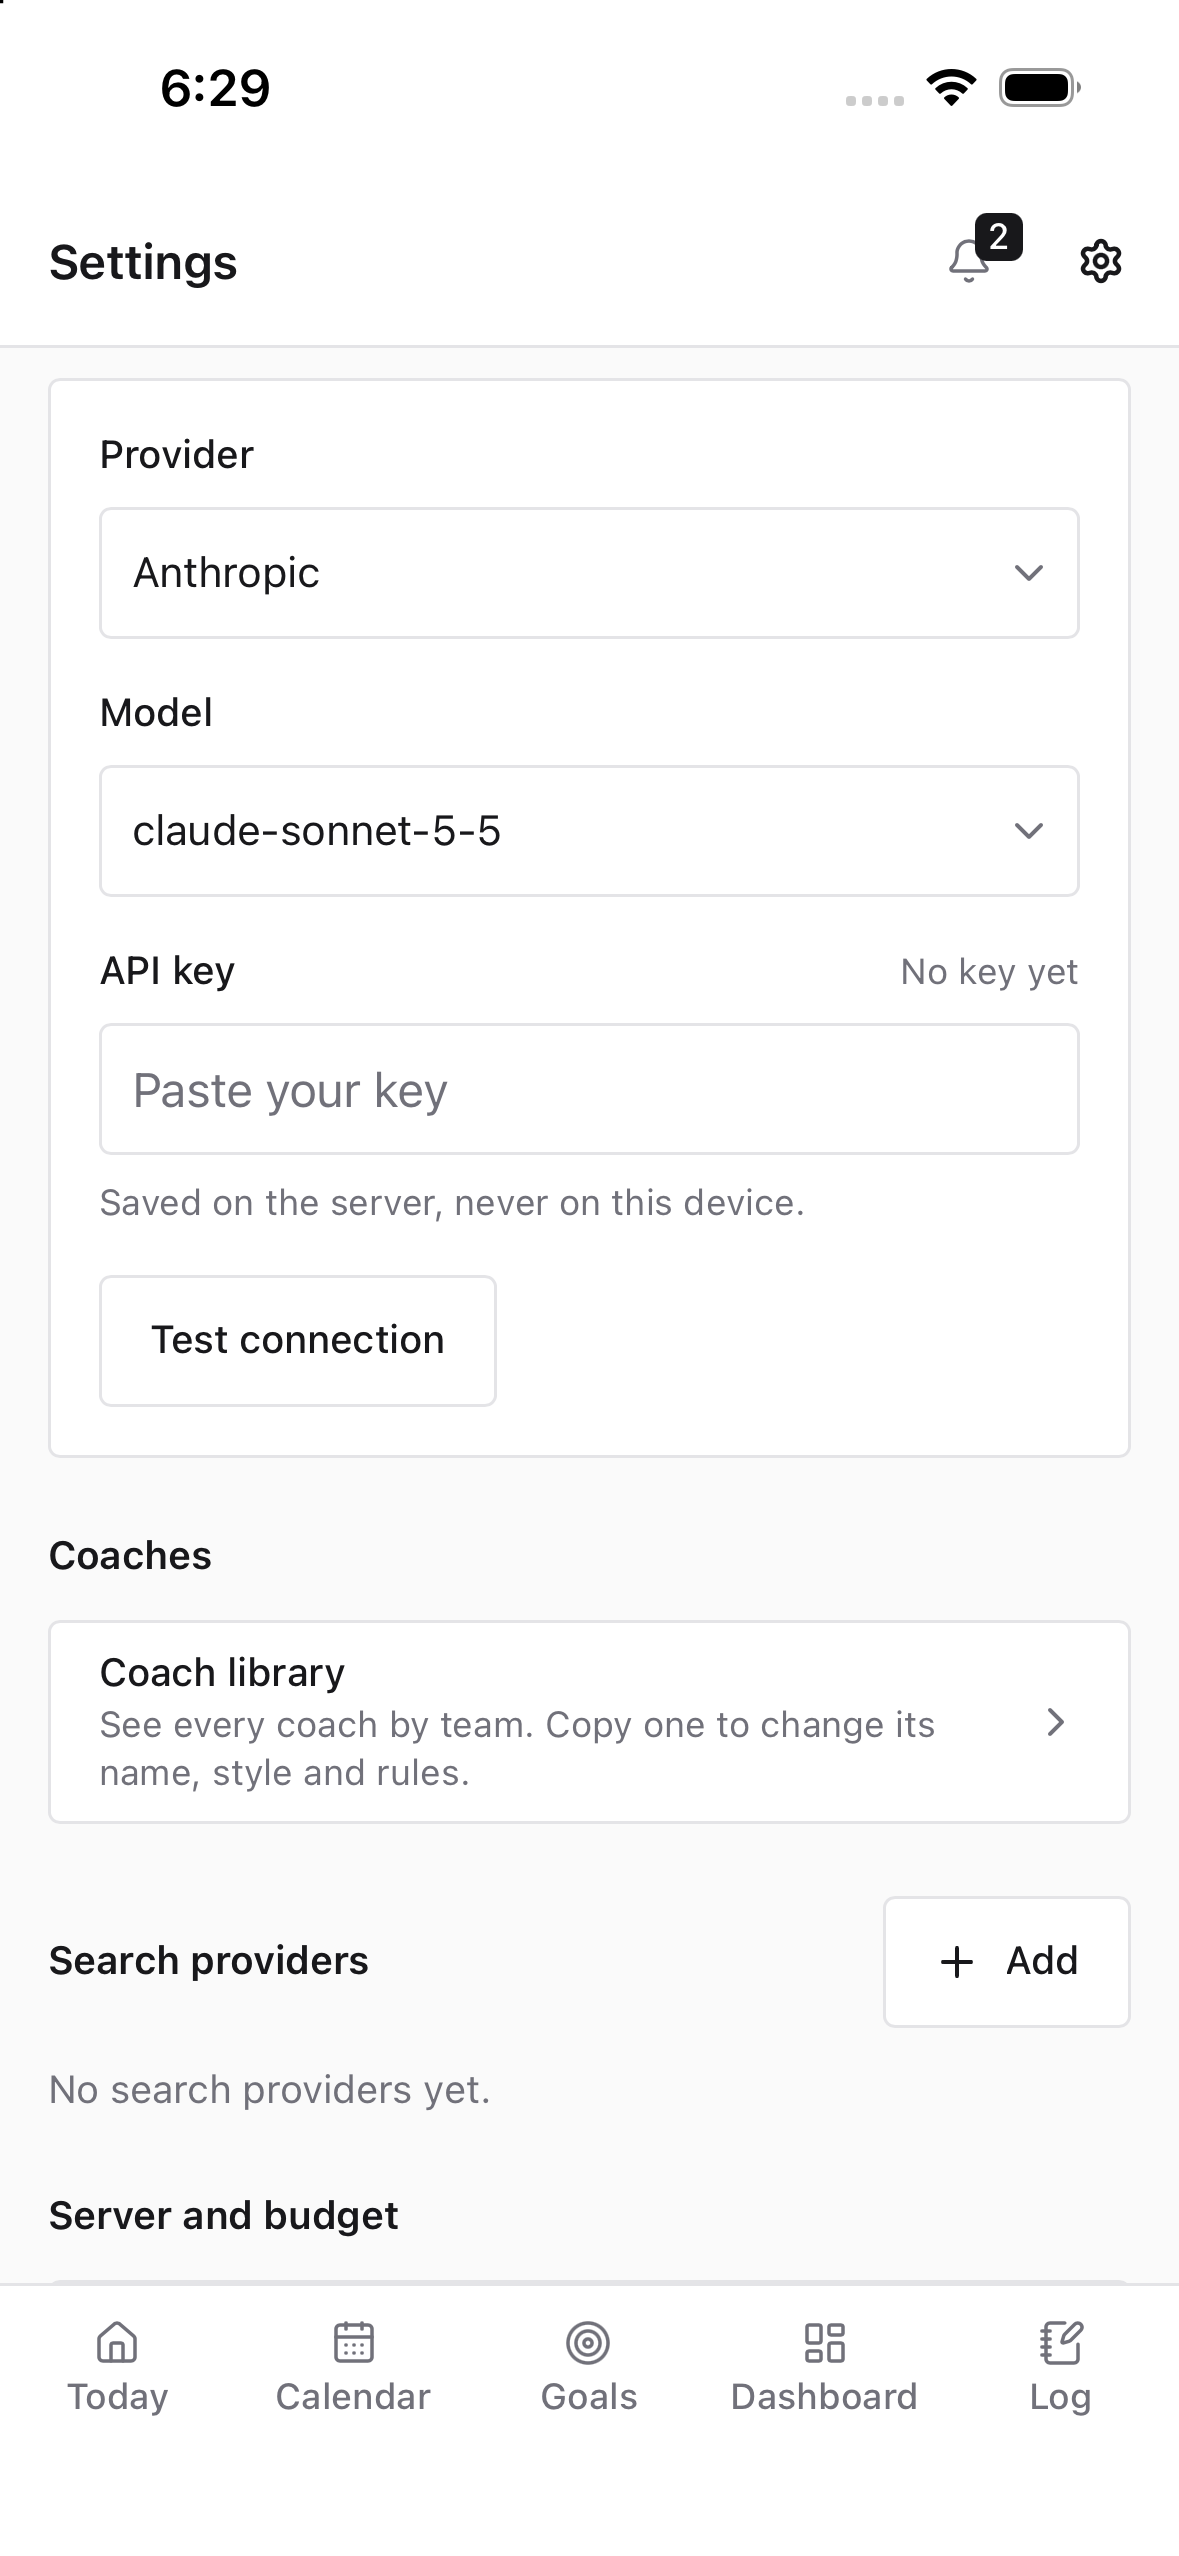 6:29
Settings
2
Provider
Anthropic
Model
claude-sonnet-5-5
API key
No key yet
Paste your key
Saved on the server, never on this device.
Test connection
Coaches
Coach library
See every coach by team. Copy one to change its
name, style and rules.
Search providers
Add
No search providers yet.
Server and budget
Today
Calendar
Goals
Dashboard
Log